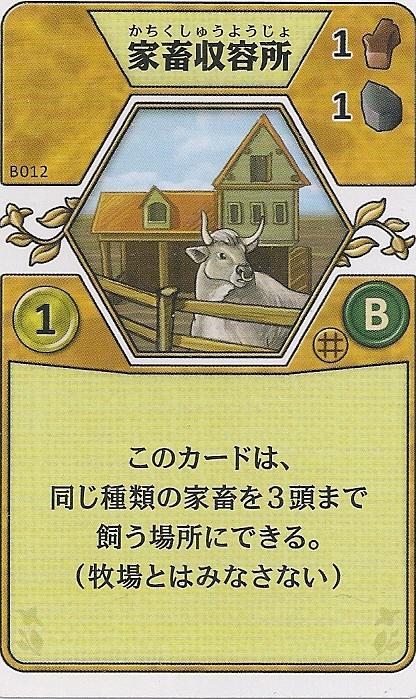 かちくしゅうようじょ
家畜収容所
1
1
B012
1
B
このカードは、
同じ種類の家畜を3頭まで
飼う場所にできる。
(牧場とはみなさない)